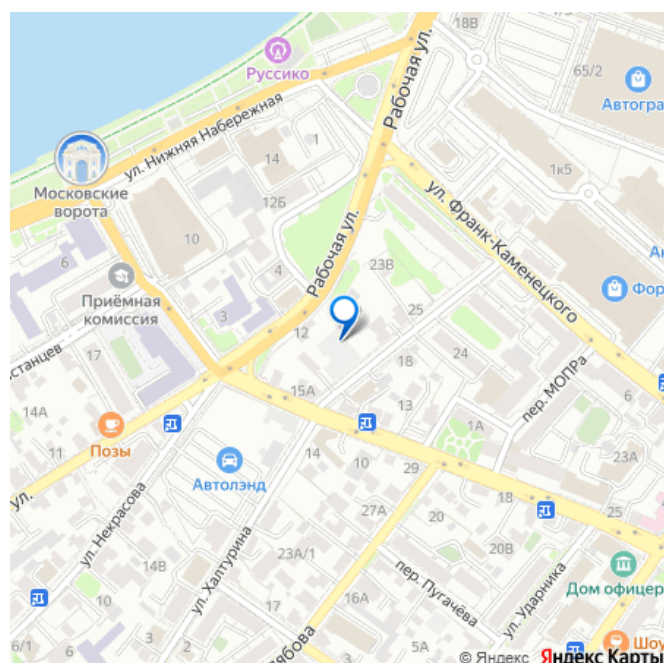 18В
Руссико
65/2
Автогра
Рабочая ул.
ул. Нижняя Набережная
1
14
1к5
Московские
ворота
12Б
ул. Франк-Каменецкого
10
Рабочая ул.
6
4
23В
Приёмная
комиссия
Фор
3
25
12
станцев
17
18
24
пер. МОПРа
6
15А
14А
13
Позы
1А
23А
11
14
Автолэнд
10
29
ул.
ул. Некрасова
18
25
27А
20
ул. Халтурина
20В
23А/1
14В
пер. Пугачёва
ул. Ударника
Дом офицер
16А
6/1
3
2
2
3
5А
лябова
Шоу
© Яндекс Яндекс Карты